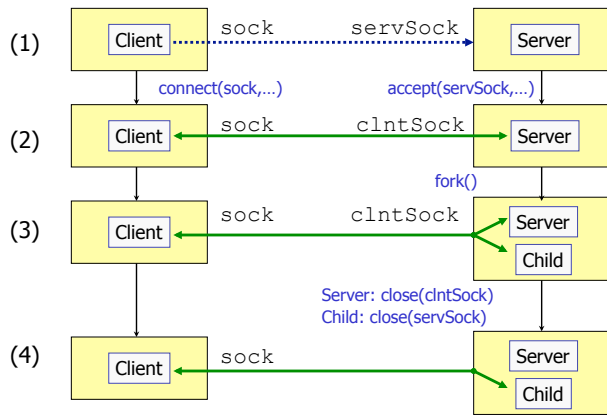 (1) Client sock servSock Server
connect(sock,…) accept(servSock,…)
(2) Client sock clntSock Server
fork()
(3) Client sock clntSock Server
Child
Server: close(clntSock)
Child: close(servSock)
(4) Client sock Server
Child